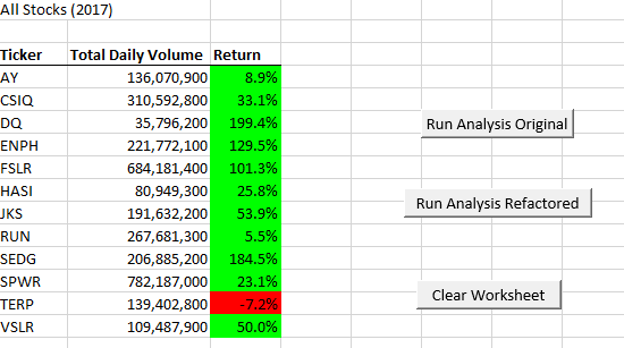 All Stocks (2017)
Ticker Total Daily Volume Return
AY 136,070,900 8.9%
CSIQ 310,592,800 33.1%
DQ 35,796,200 199.4%
ENPH 221,772,100 129.5%
FSLR 684,181,400 101.3%
HASI 80,949,300 25.8%
JKS 191,632,200 53.9%
RUN 267,681,300 5.5%
SEDG 206,885,200 184.5%
SPWR 782,187,000 23.1%
TERP 139,402,800 -7.2%
VSLR 109,487,900 50.0%
Run Analysis Original
Run Analysis Refactored
Clear Worksheet